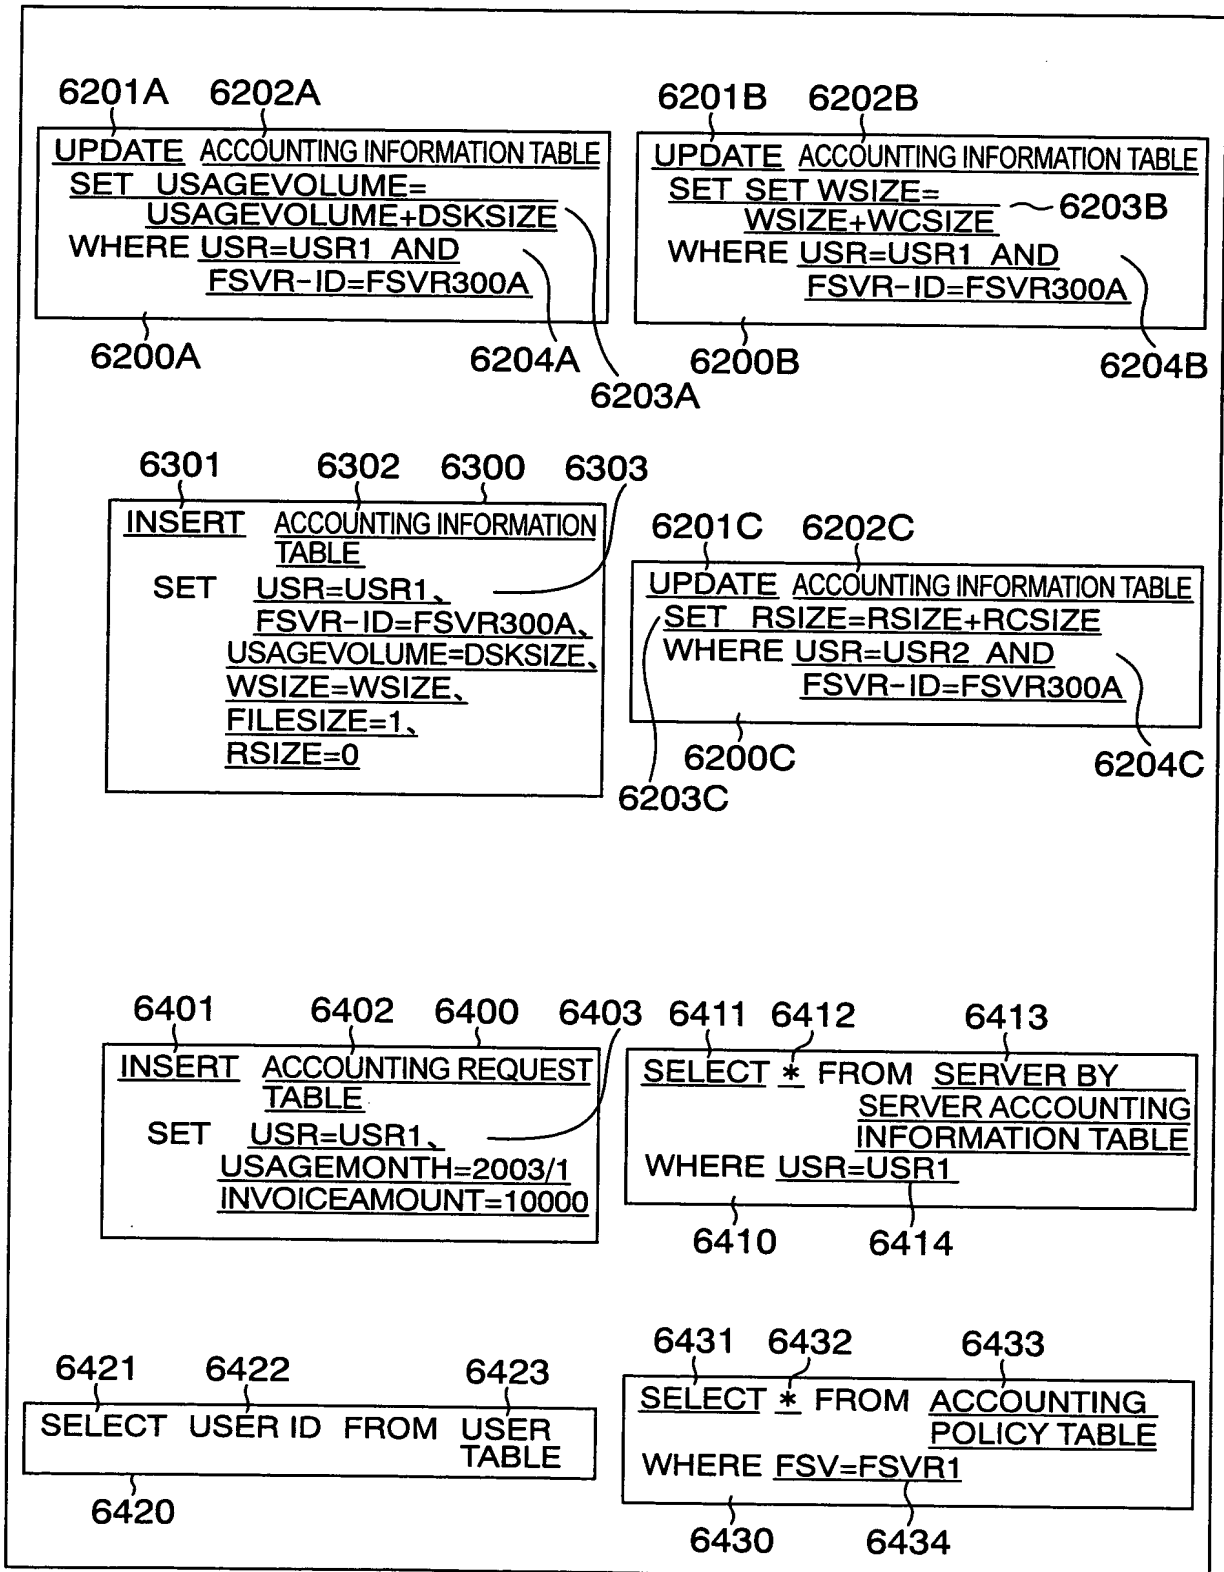 6201A 6202A
UPDATE ACCOUNTING INFORMATION TABLE
SET USAGEVOLUME=
USAGEVOLUME+DSKSIZE
WHERE USR=USR1 AND
FSVR-ID=FSVR300A
6200A 6204A
6203A
6201B 6202B
UPDATE ACCOUNTING INFORMATION TABLE
SET SET WSIZE=
WSIZE+WCSIZE
6203B
WHERE USR=USR1 AND
FSVR-ID=FSVR300A
6200B 6204B
6301 6302 6300 6303
INSERT ACCOUNTING INFORMATION
TABLE
SET USR=USR1、
FSVR-ID=FSVR300A、
USAGEVOLUME=DSKSIZE、
WSIZE=WSIZE、
FILESIZE=1、
RSIZE=0
6201C 6202C
UPDATE ACCOUNTING INFORMATION TABLE
SET RSIZE=RSIZE+RCSIZE
WHERE USR=USR2 AND
FSVR-ID=FSVR300A
6200C 6204C
6203C
6401 6402 6400 6403
INSERT ACCOUNTING REQUEST
TABLE
SET USR=USR1、
USAGEMONTH=2003/1
INVOICEAMOUNT=10000
6411 6412 6413
SELECT * FROM SERVER BY
SERVER ACCOUNTING
INFORMATION TABLE
WHERE USR=USR1
6410 6414
6421 6422 6423
SELECT USER ID FROM USER
TABLE
6420
6431 6432 6433
SELECT * FROM ACCOUNTING
POLICY TABLE
WHERE FSV=FSVR1
6430 6434